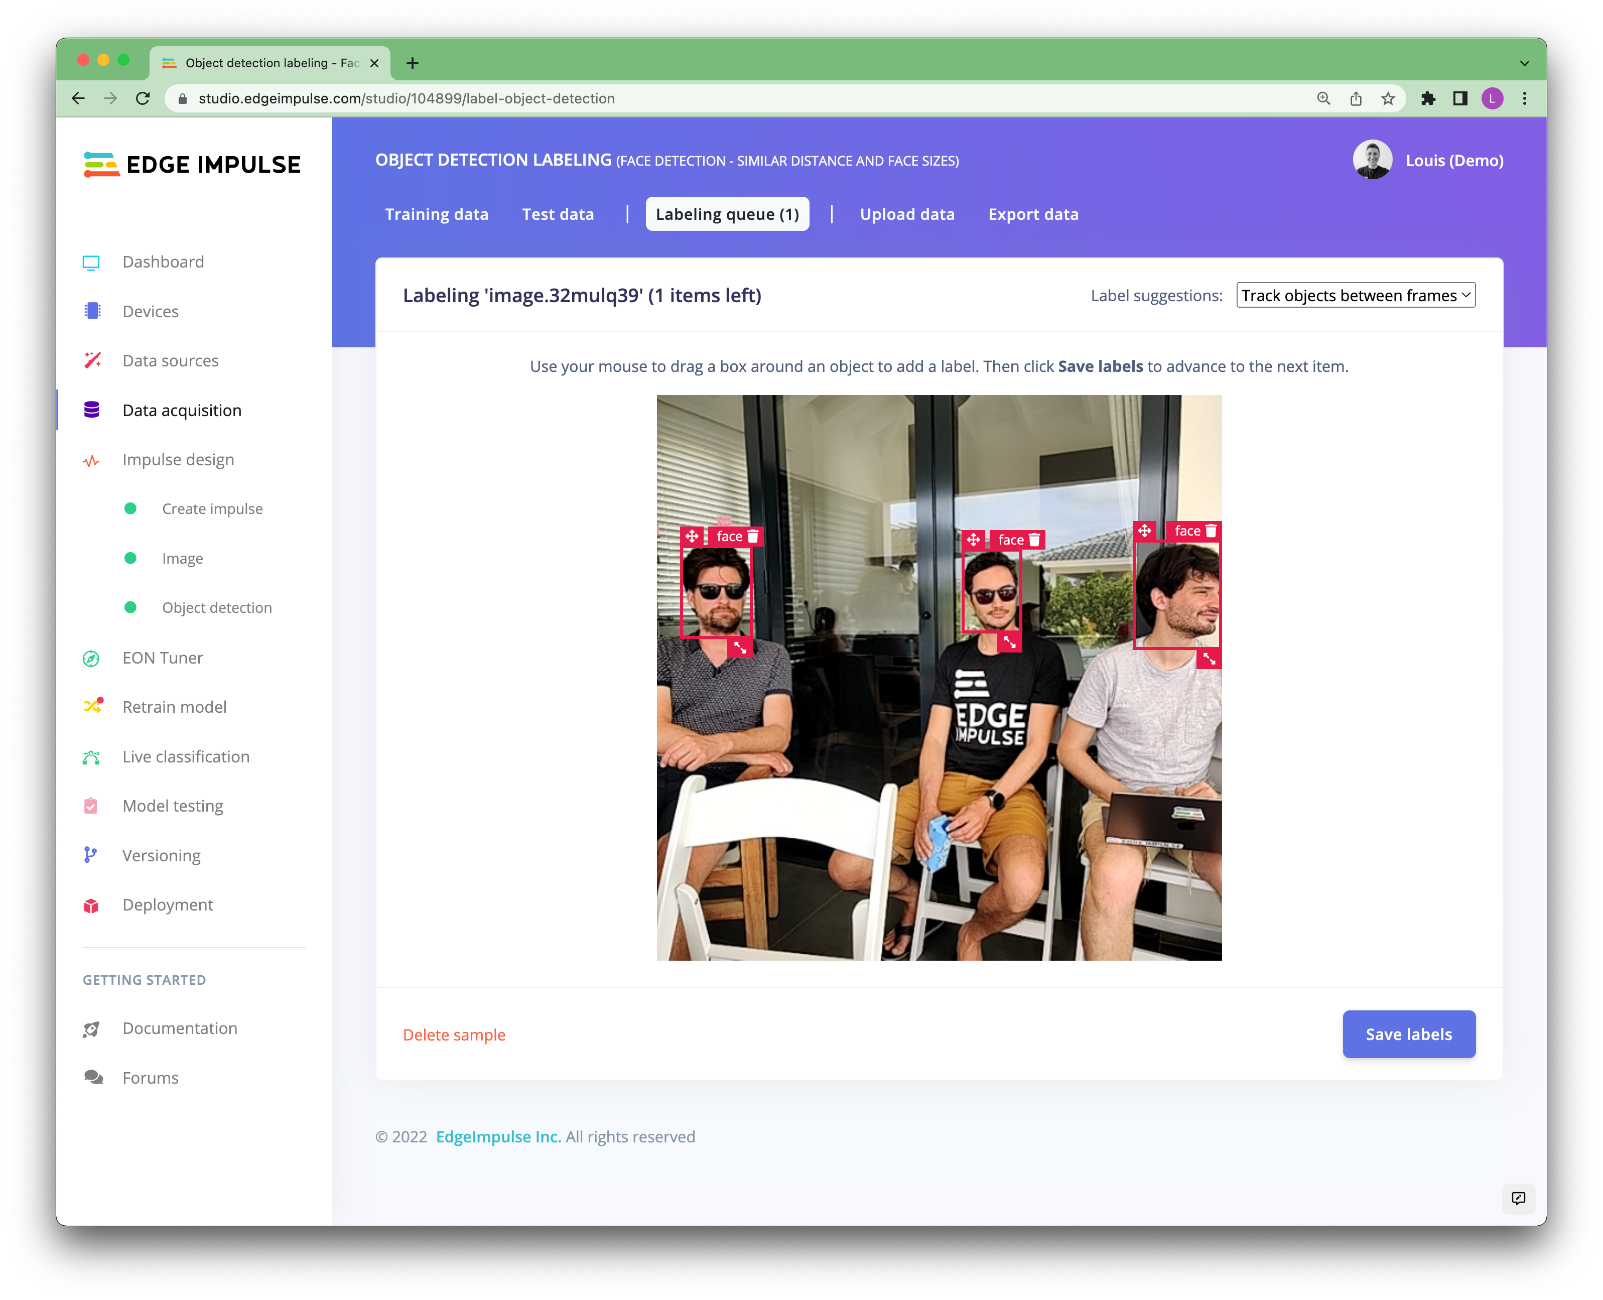 Object detection labeling - Fac
studio.edgeimpulse.com/studio/104899/label-object-detection
L
EDGE IMPULSE
Dashboard
Devices
Data sources
Data acquisition
Impulse design
Create impulse
Image
Object detection
EON Tuner
Retrain model
Live classification
Model testing
Versioning
Deployment
GETTING STARTED
Documentation
Forums
OBJECT DETECTION LABELING (FACE DETECTION - SIMILAR DISTANCE AND FACE SIZES)
Louis (Demo)
Training data
Test data
Labeling queue (1)
Upload data
Export data
Labeling 'image.32mulq39' (1 items left)
Label suggestions: Track objects between frames
Use your mouse to drag a box around an object to add a label. Then click Save labels to advance to the next item.
face
face
face
EDGE
IMPULSE
Delete sample
Save labels
© 2022 EdgeImpulse Inc. All rights reserved